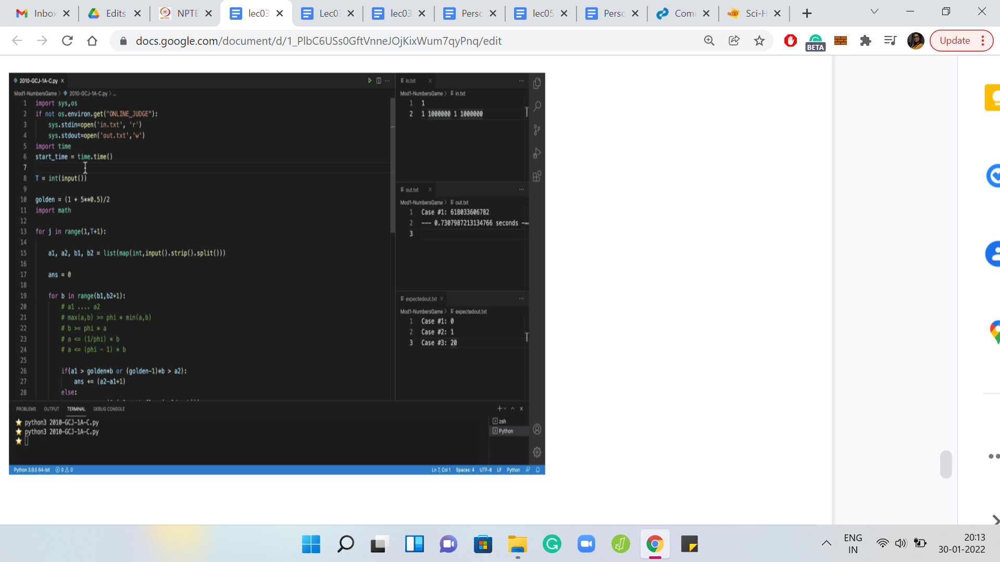 Inbo
Edits
NPTE
lec03
Lec0
lec03
Perso
lec05
Perso
Com
Sci-H
docs.google.com/document/d/1_PlbC6USs0GftVnneJOjKixWum7qyPnq/edit
BETA
Update
2010-GCJ-1A-C.py
Mod1-NumbersGame > 2010-GCJ-1A-C.py > ...
1 import sys,os
2 if not os.environ.get("ONLINE_JUDGE"):
3 sys.stdin=open('in.txt', 'r')
4 sys.stdout=open('out.txt','w')
5 import time
6 start_time = time.time()
7
8 T = int(input())
9
10 golden = (1 + 5**0.5)/2
11 import math
12
13 for j in range(1,T+1):
14
15 a1, a2, b1, b2 = list(map(int,input().strip().split()))
16
17 ans = 0
18
19 for b in range(b1,b2+1):
20 # a1 .... a2
21 # max(a,b) >= phi * min(a,b)
22 # b >= phi * a
23 # a <= (1/phi) * b
24 # a <= (phi - 1) * b
25
26 if(a1 > golden*b or (golden-1)*b > a2):
27 ans += (a2-a1+1)
28 else:
in.txt
Mod1-NumbersGame > in.txt
1 1
2 1 1000000 1 1000000
out.txt
Mod1-NumbersGame > out.txt
1 Case #1: 618033606782
2 --- 0.7307987213134766 seconds ---
3
expectedout.txt
Mod1-NumbersGame > expectedout.txt
1 Case #1: 0
2 Case #2: 1
3 Case #3: 20
PROBLEMS OUTPUT TERMINAL DEBUG CONSOLE
python3 2010-GCJ-1A-C.py
python3 2010-GCJ-1A-C.py
zsh
Python
Python 3.9.5 64-bit 0 0
Ln 7, Col 1 Spaces: 4 UTF-8 LF Python
ENG
IN
20:13
30-01-2022